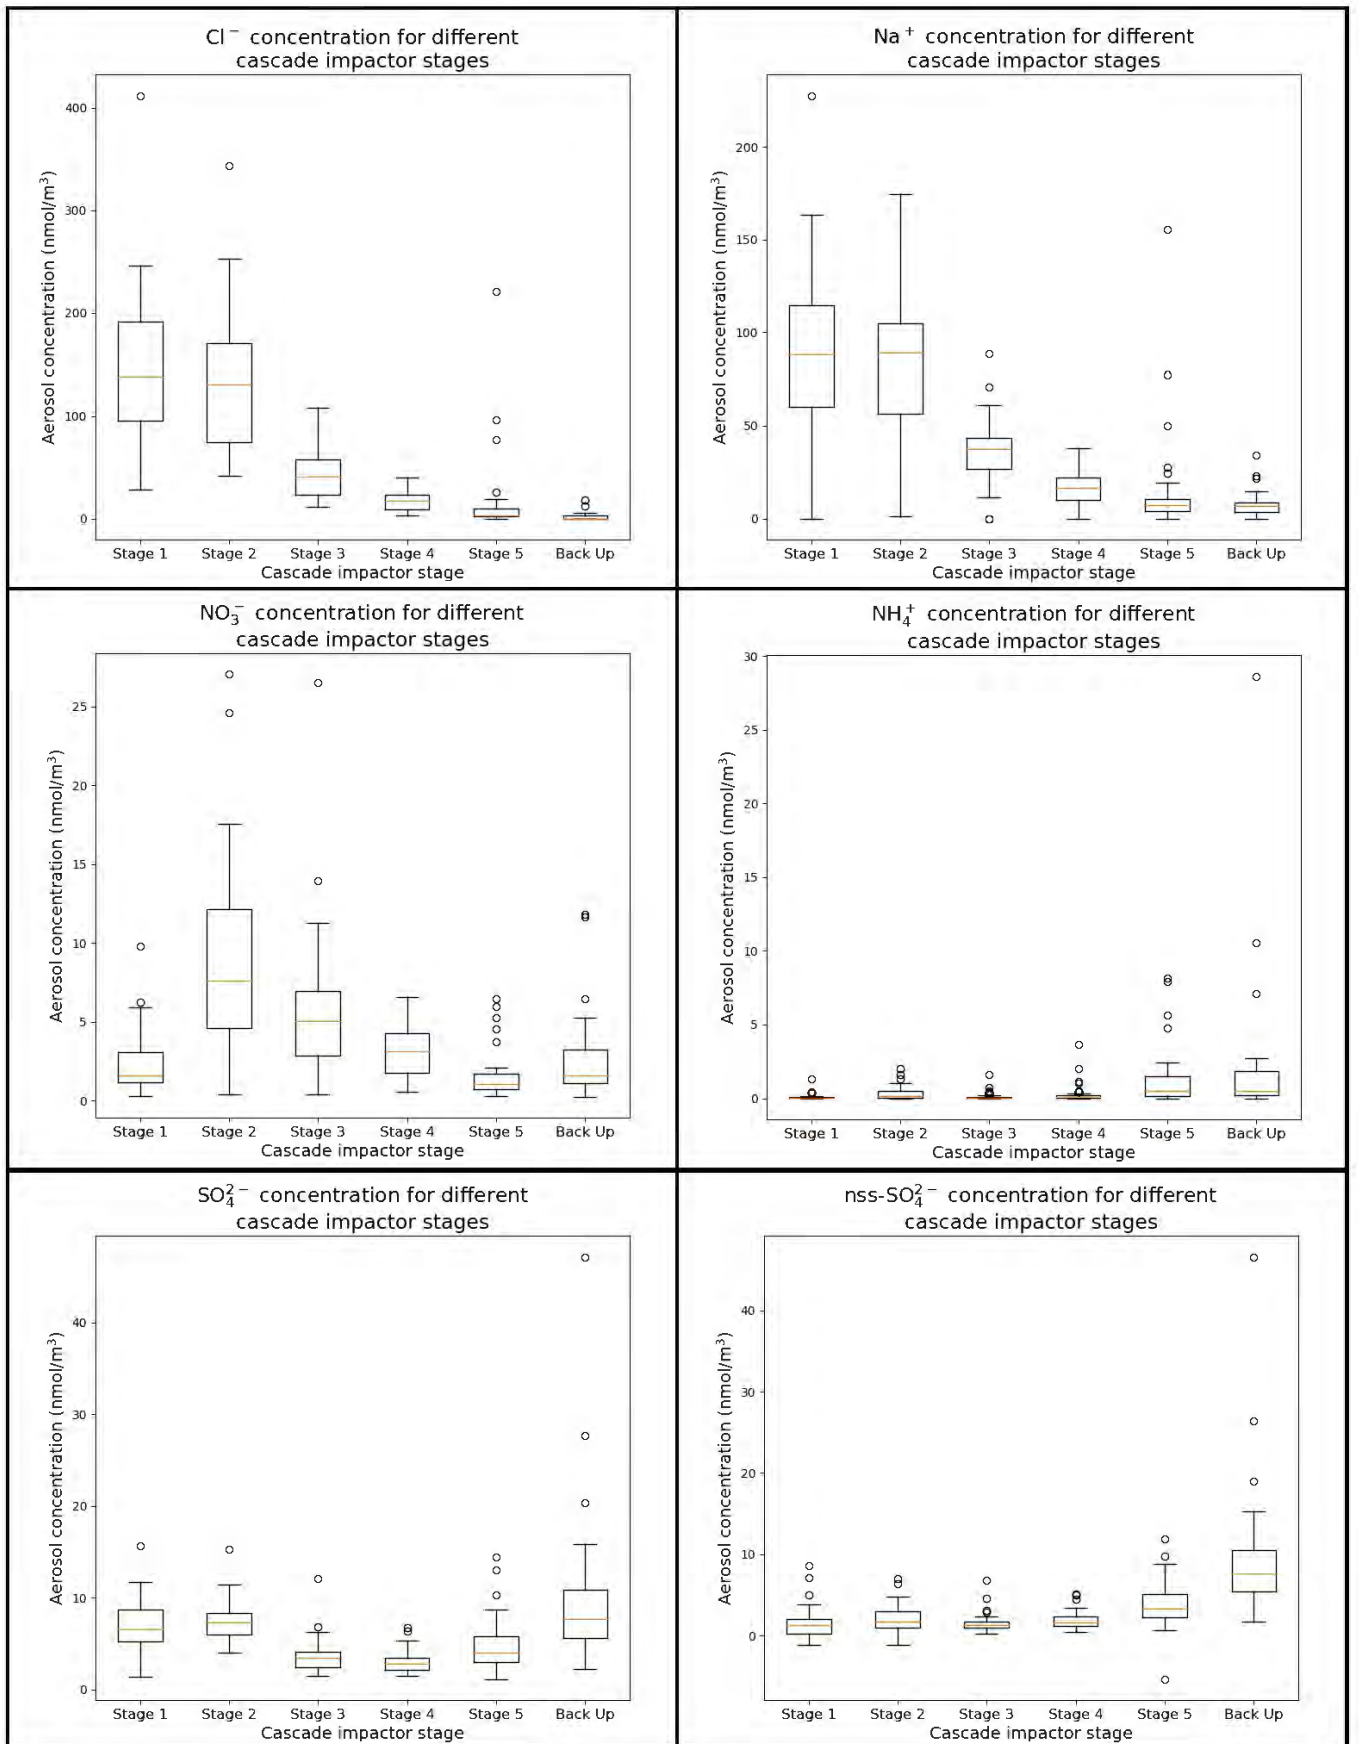 Cl⁻ concentration for different
cascade impactor stages
Aerosol concentration (nmol/m³)
400
300
200
100
0
Stage 1 Stage 2 Stage 3 Stage 4 Stage 5 Back Up
Cascade impactor stage
Na⁺ concentration for different
cascade impactor stages
Aerosol concentration (nmol/m³)
200
150
100
50
0
Stage 1 Stage 2 Stage 3 Stage 4 Stage 5 Back Up
Cascade impactor stage
NO₃⁻ concentration for different
cascade impactor stages
Aerosol concentration (nmol/m³)
25
20
15
10
5
0
Stage 1 Stage 2 Stage 3 Stage 4 Stage 5 Back Up
Cascade impactor stage
NH₄⁺ concentration for different
cascade impactor stages
Aerosol concentration (nmol/m³)
30
25
20
15
10
5
0
Stage 1 Stage 2 Stage 3 Stage 4 Stage 5 Back Up
Cascade impactor stage
SO₄²⁻ concentration for different
cascade impactor stages
Aerosol concentration (nmol/m³)
40
30
20
10
0
Stage 1 Stage 2 Stage 3 Stage 4 Stage 5 Back Up
Cascade impactor stage
nss-SO₄²⁻ concentration for different
cascade impactor stages
Aerosol concentration (nmol/m³)
40
30
20
10
0
Stage 1 Stage 2 Stage 3 Stage 4 Stage 5 Back Up
Cascade impactor stage